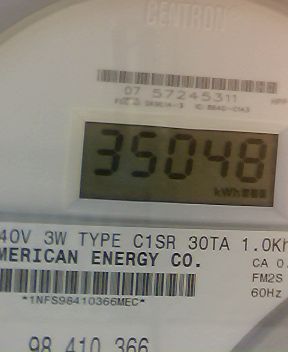 CENTRON
07 57245311
35048
kWh
40V 3W TYPE C1SR 30TA 1.0Kh
MERICAN ENERGY CO.
CA 0.
FM2S
60Hz
*1NFS98410366MEC*
98 410 366